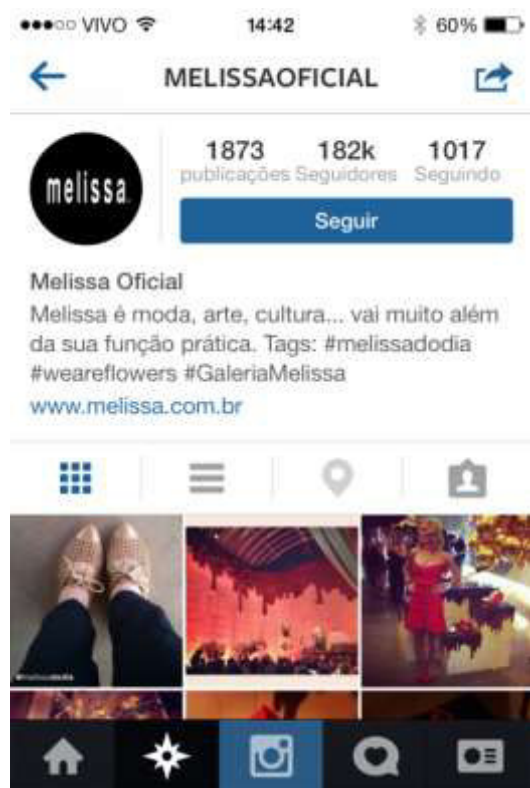 VIVO 14:42 60%
MELISSAOFICIAL
melissa
1873 182k 1017
publicações Seguidores Seguindo
Seguir
Melissa Oficial
Melissa é moda, arte, cultura... vai muito além
da sua função prática. Tags: #melissadodia
#weareflowers #GaleriaMelissa
www.melissa.com.br
#melissadodia